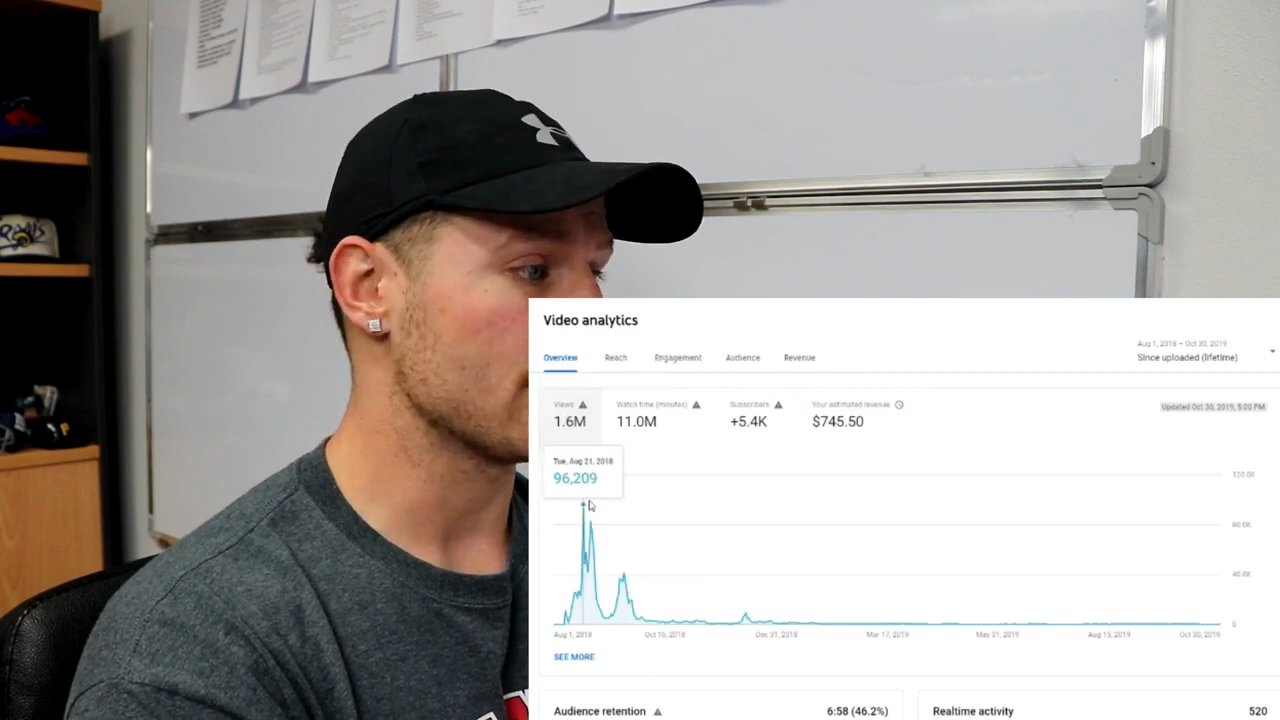 Video analytics
Aug 1, 2018 – Oct 30, 2019
Overview Reach Engagement Audience Revenue
Since uploaded (lifetime)
Views Watch time (minutes) Subscribers Your estimated revenue
Updated Oct 30, 2019, 5:00 PM
1.6M 11.0M +5.4K $745.50
Tue, Aug 21, 2018
96,209
120.0K
80.0K
40.0K
0
Aug 1, 2018 Oct 16, 2018 Dec 31, 2018 Mar 17, 2019 May 31, 2019 Aug 15, 2019 Oct 30, 2019
SEE MORE
Audience retention 6:58 (46.2%) Realtime activity 520